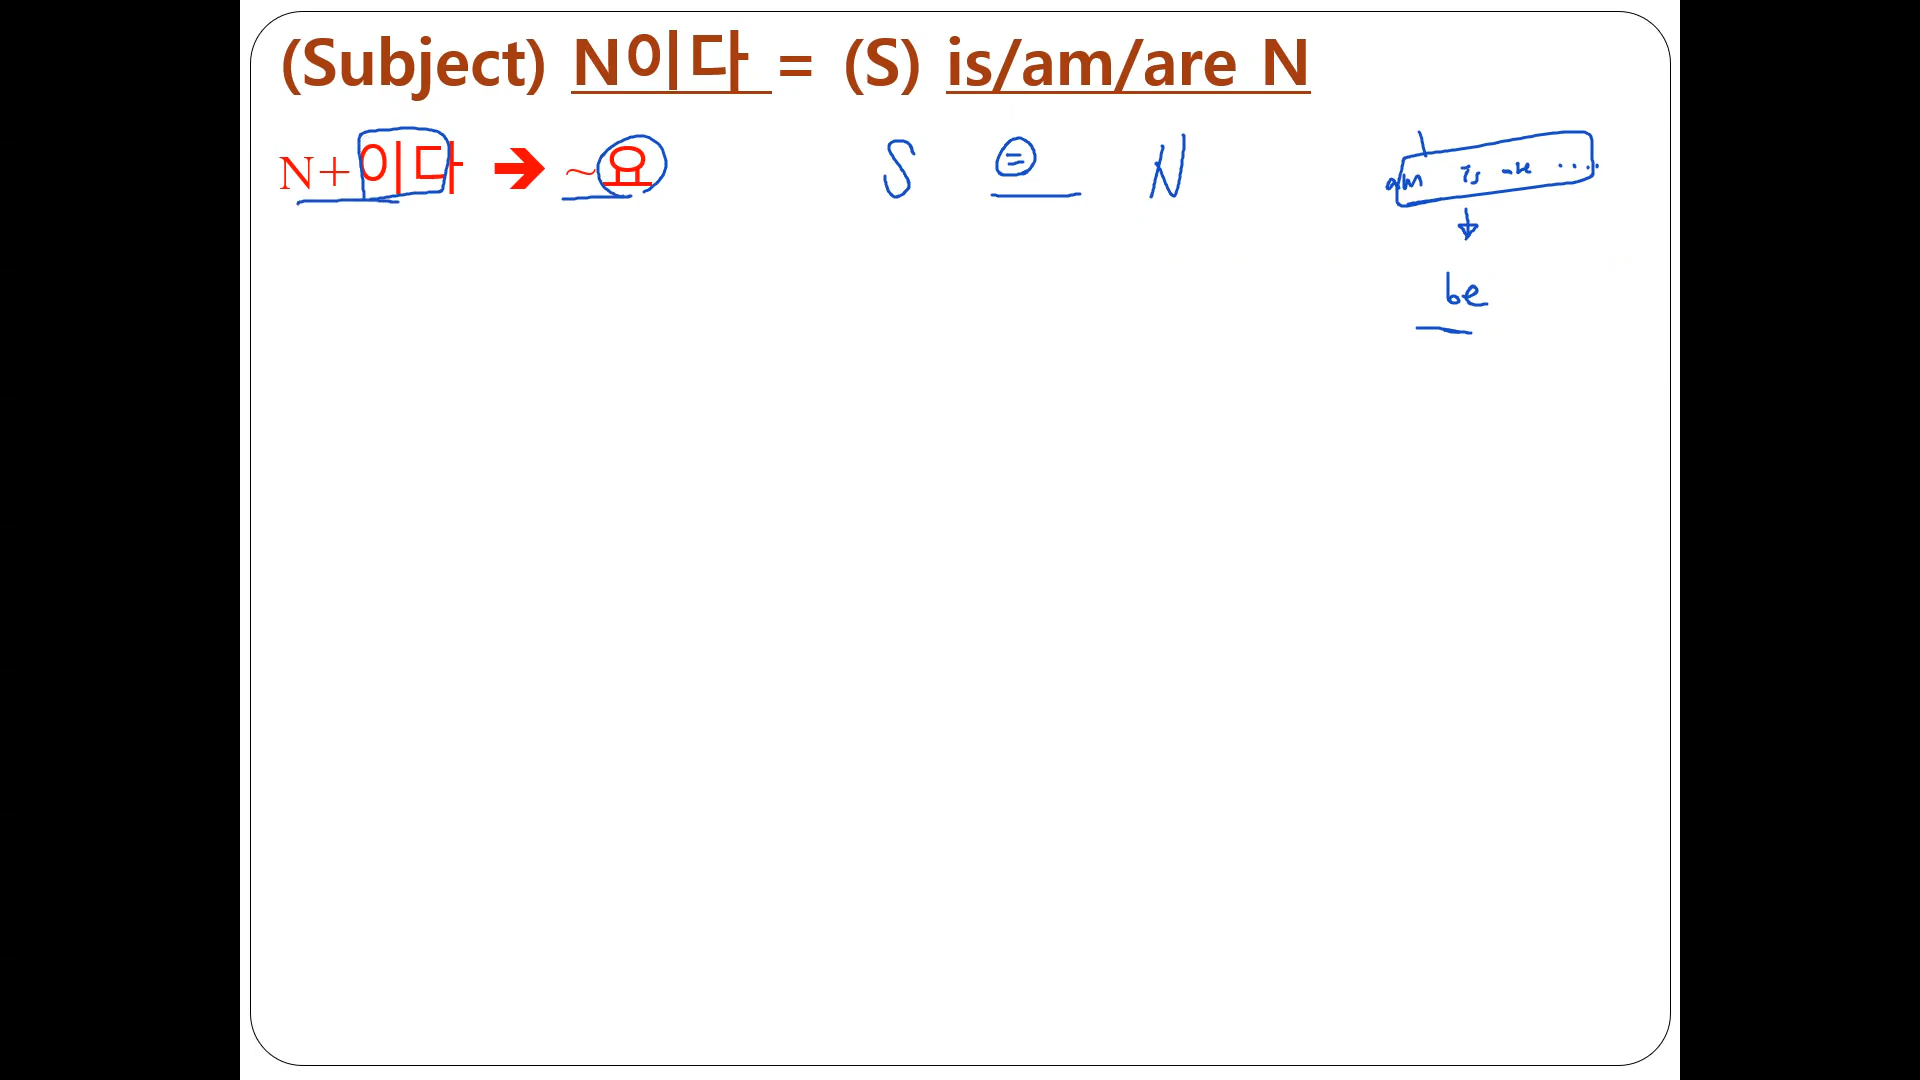 (Subject) N이다 = (S) is/am/are N
N+이다 → ~요 S = N am is are ....
be